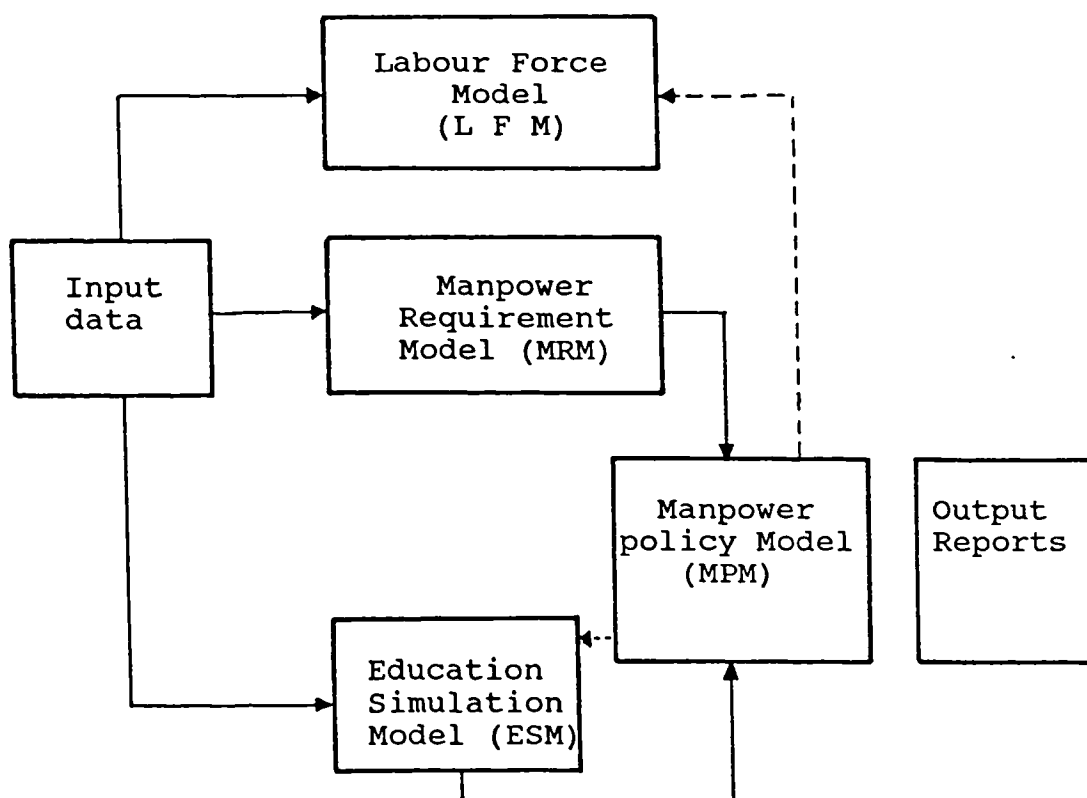 Labour Force
Model
(L F M)
Input
data
Manpower
Requirement
Model (MRM)
Manpower
policy Model
(MPM)
Output
Reports
Education
Simulation
Model (ESM)